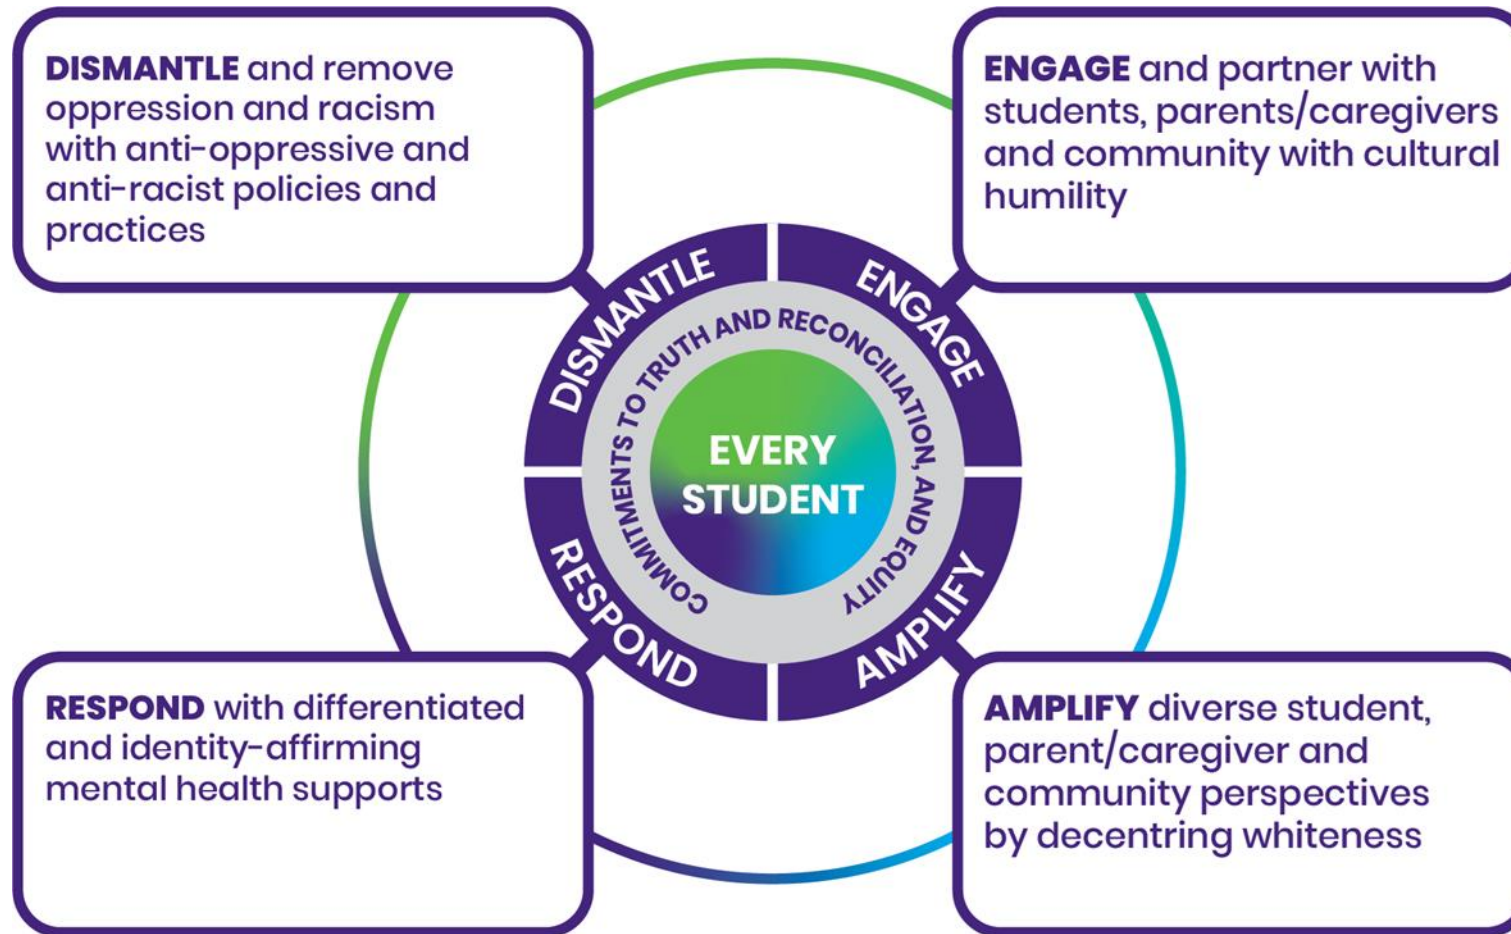 DISMANTLE and remove
oppression and racism
with anti-oppressive and
anti-racist policies and
practices
ENGAGE and partner with
students, parents/caregivers
and community with cultural
humility
DISMANTLE
ENGAGE
COMMITMENTS TO TRUTH AND RECONCILIATION, AND EQUITY
EVERY
STUDENT
RESPOND
AMPLIFY
RESPOND with differentiated
and identity-affirming
mental health supports
AMPLIFY diverse student,
parent/caregiver and
community perspectives
by decentring whiteness